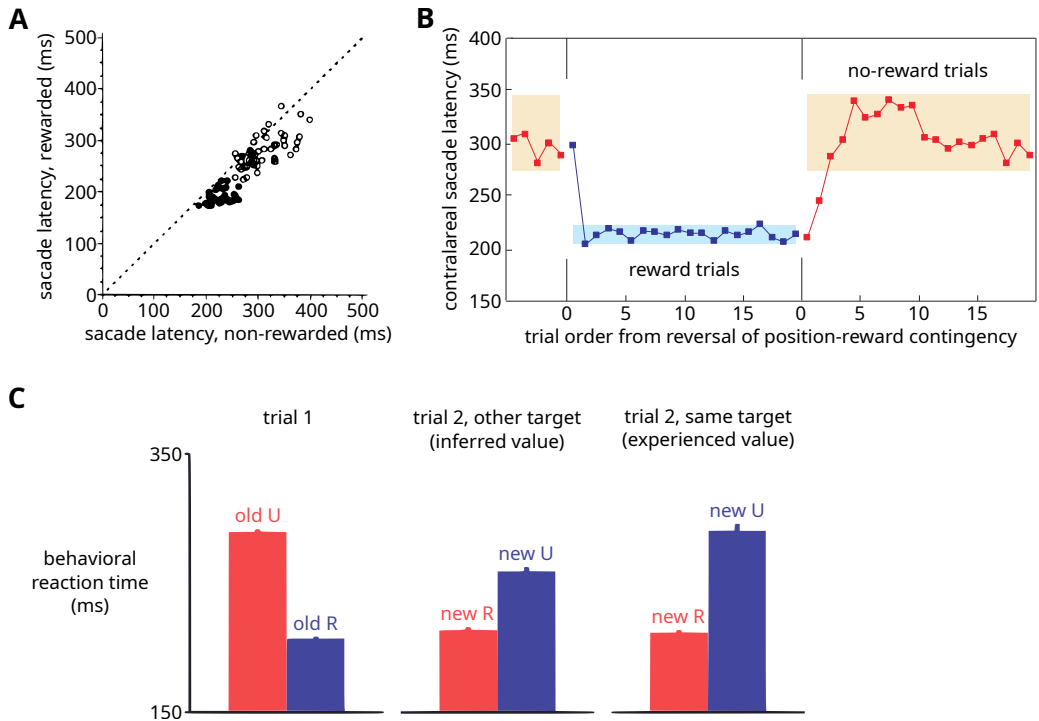 A
500
400
300
200
100
0
sacade latency, rewarded (ms)
0 100 200 300 400 500
sacade latency, non-rewarded (ms)
B
400
350
300
250
200
150
contralareal sacade latency (ms)
no-reward trials
reward trials
0 5 10 15 0 5 10 15
trial order from reversal of position-reward contingency
C
trial 1
trial 2, other target
(inferred value)
trial 2, same target
(experienced value)
350
150
behavioral
reaction time
(ms)
old U
old R
new R
new U
new R
new U